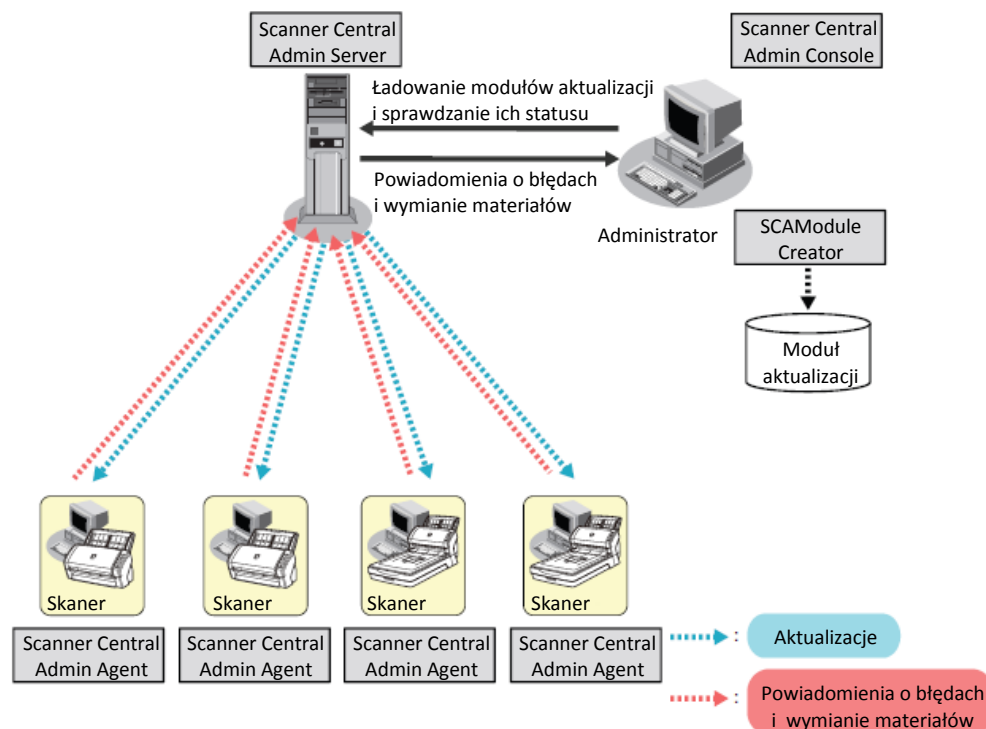 Scanner Central
Admin Server
Scanner Central
Admin Console
Ładowanie modułów aktualizacji
i sprawdzanie ich statusu
Powiadomienia o błędach
i wymianie materiałów
Administrator
SCAModule
Creator
Moduł
aktualizacji
Skaner
Skaner
Skaner
Skaner
Scanner Central
Admin Agent
Scanner Central
Admin Agent
Scanner Central
Admin Agent
Scanner Central
Admin Agent
: Aktualizacje
: Powiadomienia o błędach
i wymianie materiałów